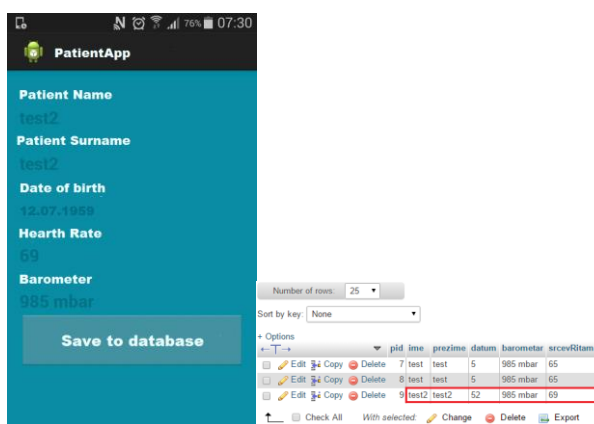 76% 07:30
PatientApp
Patient Name
test2
Patient Surname
test2
Date of birth
12.07.1959
Hearth Rate
69
Barometer
985 mbar
Save to database
Number of rows: 25
Sort by key: None
+ Options
pid ime prezime datum barometar srcevRitam
Edit Copy Delete 7 test test 5 985 mbar 65
Edit Copy Delete 8 test test 5 985 mbar 65
Edit Copy Delete 9 test2 test2 52 985 mbar 69
Check All With selected: Change Delete Export